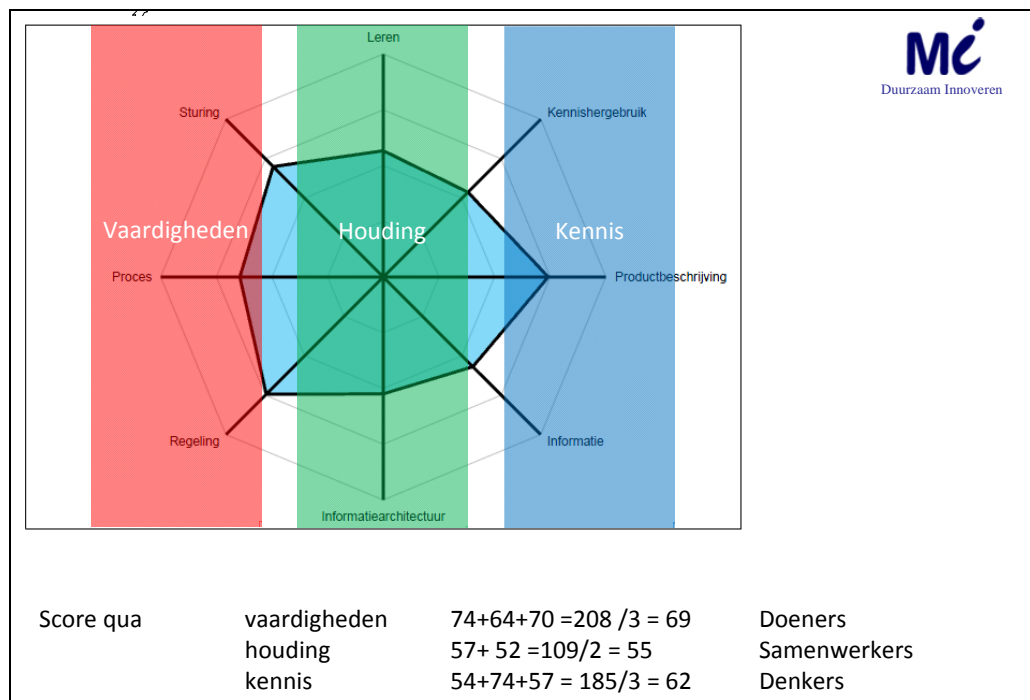 Mi
Duurzaam Innoveren
Leren
Sturing
Kennishergebruik
Vaardigheden
Houding
Kennis
Proces
Productbeschrijving
Regeling
Informatie
Informatiearchitectuur
Score qua vaardigheden 74+64+70 =208 /3 = 69 Doeners
houding 57+ 52 =109/2 = 55 Samenwerkers
kennis 54+74+57 = 185/3 = 62 Denkers